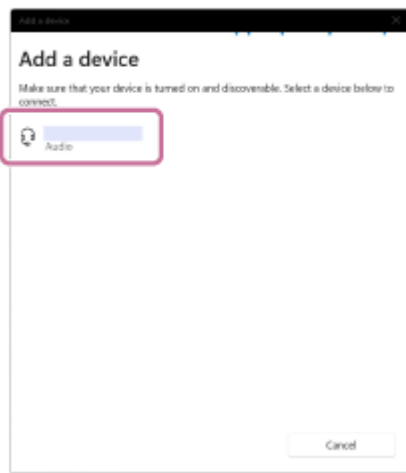 Add a device
Add a device
Make sure that your device is turned on and discoverable. Select a device below to
connect.
Audio
Cancel